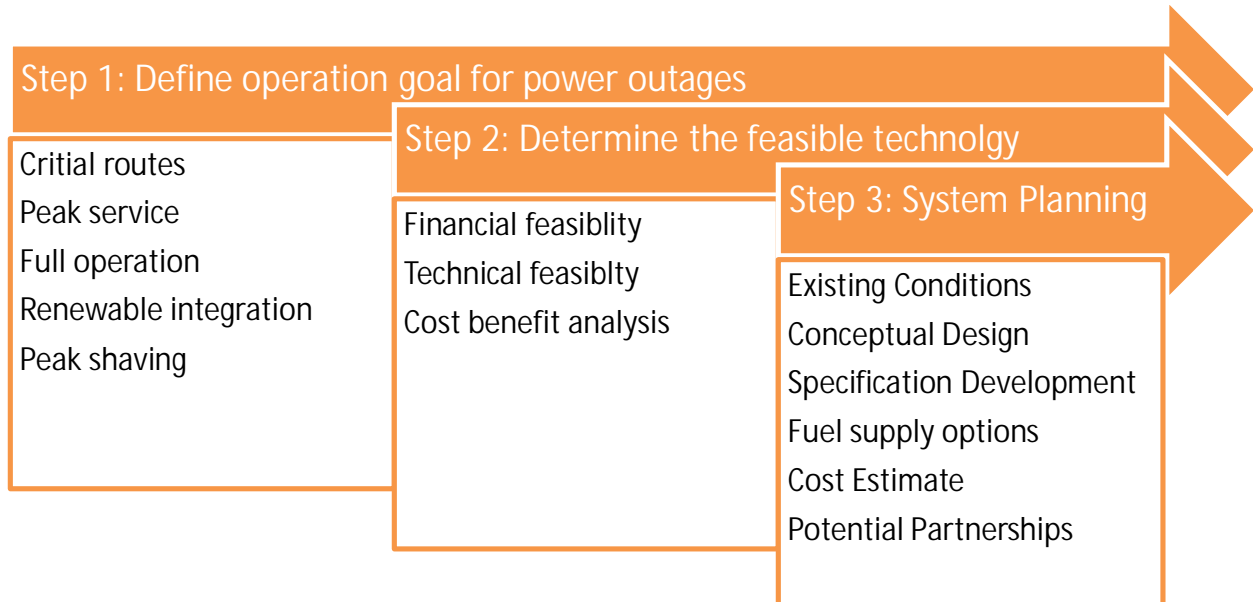 Step 1: Define operation goal for power outages
Critial routes
Peak service
Full operation
Renewable integration
Peak shaving
Step 2: Determine the feasible technolgy
Financial feasiblity
Technical feasiblty
Cost benefit analysis
Step 3: System Planning
Existing Conditions
Conceptual Design
Specification Development
Fuel supply options
Cost Estimate
Potential Partnerships